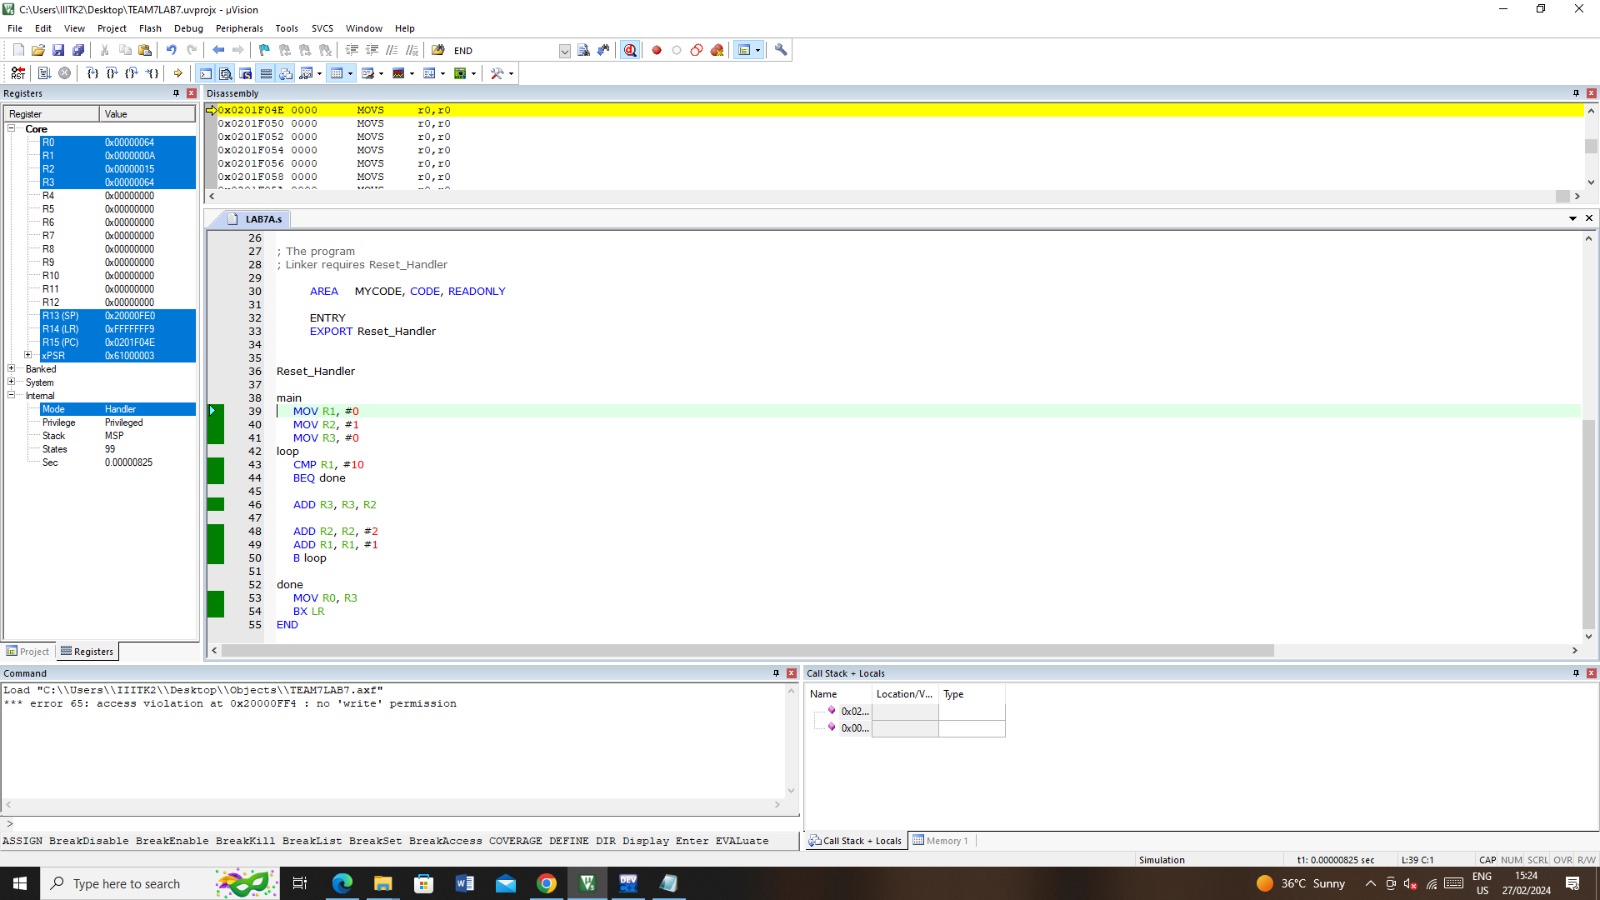 C:\Users\IIITK2\Desktop\TEAM7LAB7.uvprojx - µVision
File Edit View Project Flash Debug Peripherals Tools SVCS Window Help
END
RST
Registers
Register Value
Core
R0 0x00000064
R1 0x0000000A
R2 0x00000015
R3 0x00000064
R4 0x00000000
R5 0x00000000
R6 0x00000000
R7 0x00000000
R8 0x00000000
R9 0x00000000
R10 0x00000000
R11 0x00000000
R12 0x00000000
R13 (SP) 0x20000FE0
R14 (LR) 0xFFFFFFF9
R15 (PC) 0x0201F04E
xPSR 0x61000003
Banked
System
Internal
Mode Handler
Privilege Privileged
Stack MSP
States 99
Sec 0.00000825
Project Registers
Disassembly
0x0201F04E 0000 MOVS r0,r0
0x0201F050 0000 MOVS r0,r0
0x0201F052 0000 MOVS r0,r0
0x0201F054 0000 MOVS r0,r0
0x0201F056 0000 MOVS r0,r0
0x0201F058 0000 MOVS r0,r0
LAB7A.s
26
27 ; The program
28 ; Linker requires Reset_Handler
29
30 AREA MYCODE, CODE, READONLY
31
32 ENTRY
33 EXPORT Reset_Handler
34
35
36 Reset_Handler
37
38 main
39 MOV R1, #0
40 MOV R2, #1
41 MOV R3, #0
42 loop
43 CMP R1, #10
44 BEQ done
45
46 ADD R3, R3, R2
47
48 ADD R2, R2, #2
49 ADD R1, R1, #1
50 B loop
51
52 done
53 MOV R0, R3
54 BX LR
55 END
Command
Load "C:\\Users\\IIITK2\\Desktop\\Objects\\TEAM7LAB7.axf"
*** error 65: access violation at 0x20000FF4 : no 'write' permission
>
ASSIGN BreakDisable BreakEnable BreakKill BreakList BreakSet BreakAccess COVERAGE DEFINE DIR Display Enter EVALuate
Call Stack + Locals
Name Location/V... Type
0x02...
0x00...
Call Stack + Locals Memory 1
Simulation t1: 0.00000825 sec L:39 C:1 CAP NUM SCRL OVR R/W
Type here to search
DEV
36°C Sunny
ENG
US
15:24
27/02/2024